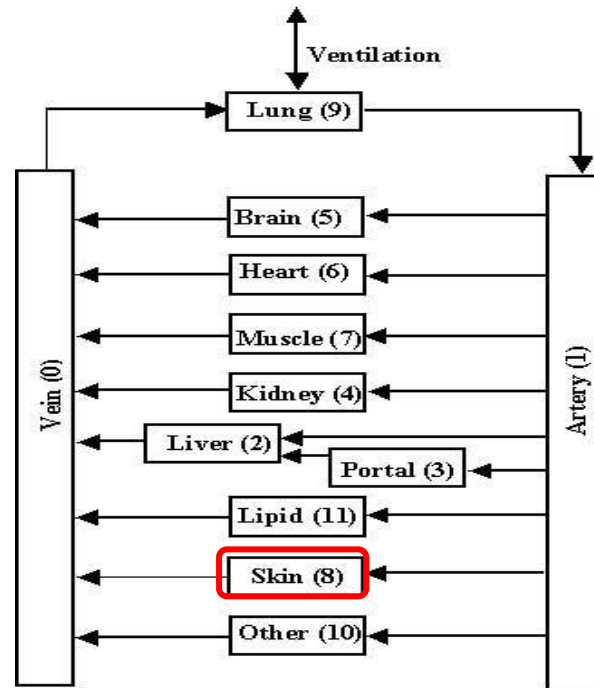 Ventilation
Lung (9)
Brain (5)
Heart (6)
Muscle (7)
Kidney (4)
Liver (2)
Portal (3)
Lipid (11)
Skin (8)
Other (10)
Vein (0)
Artery (1)